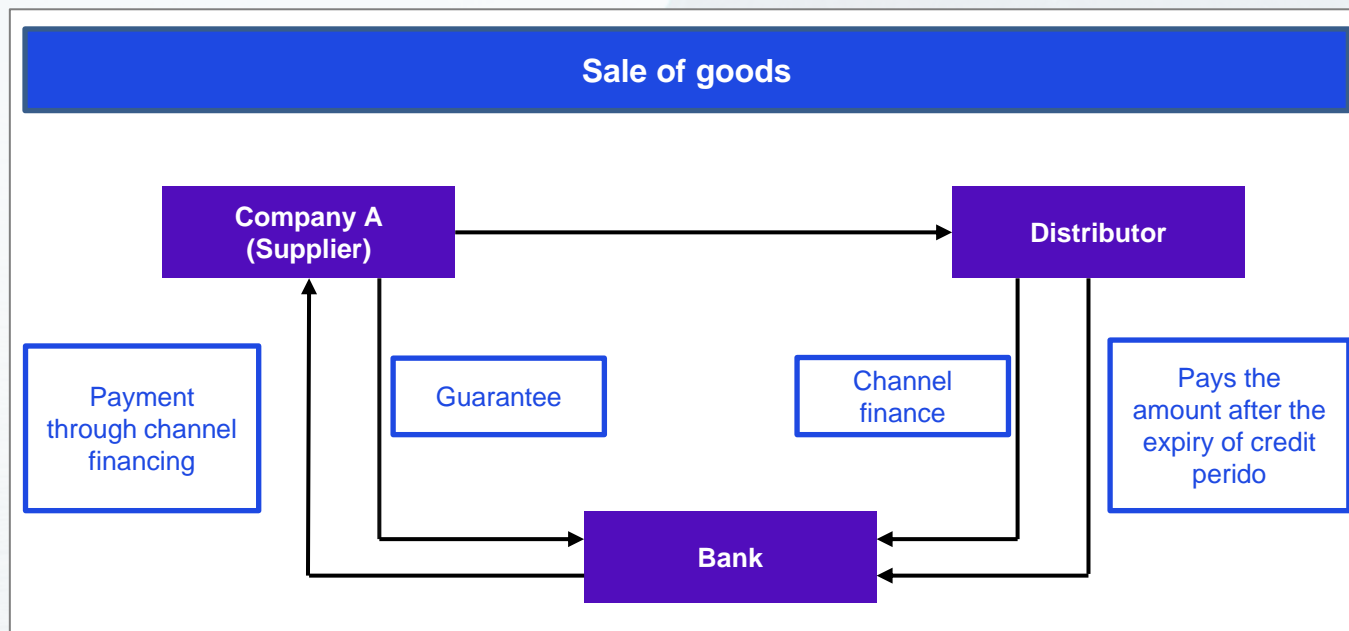 Sale of goods
Company A
(Supplier)
Distributor
Payment
through channel
financing
Guarantee
Channel
finance
Pays the
amount after the
expiry of credit
perido
Bank